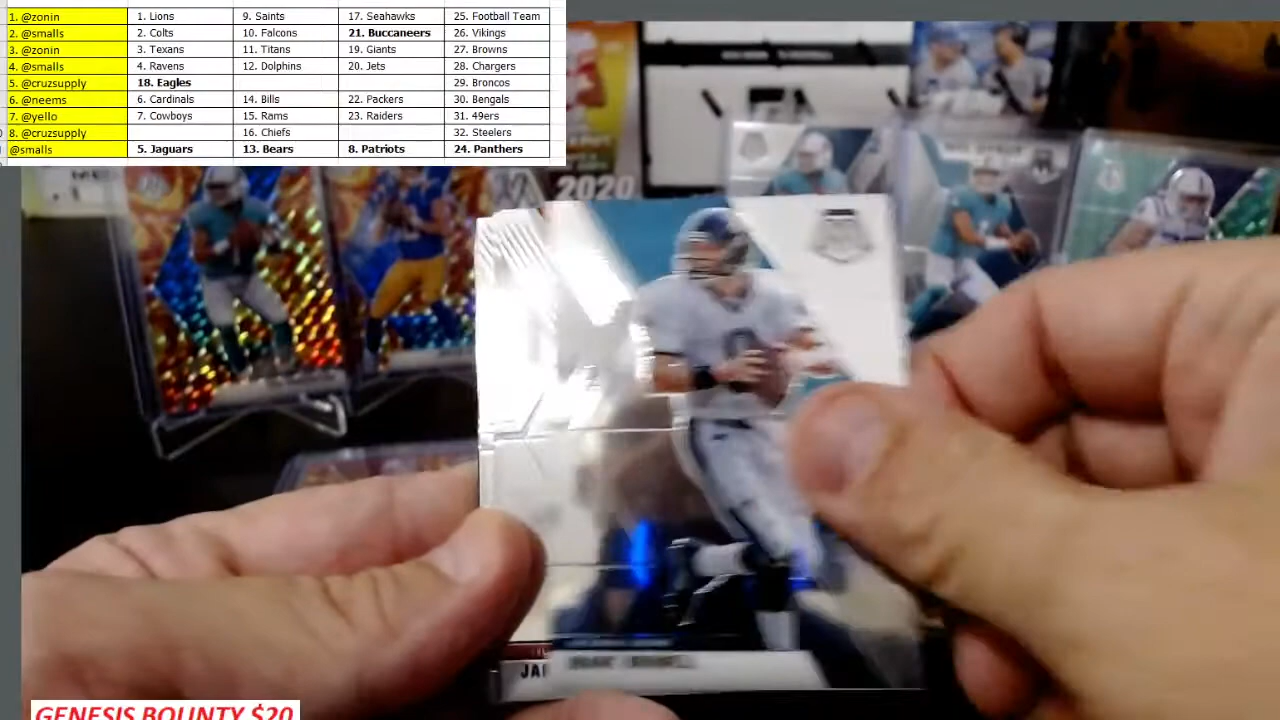 1. @zonin 1. Lions 9. Saints 17. Seahawks 25. Football Team
2. @smalls 2. Colts 10. Falcons 21. Buccaneers 26. Vikings
3. @zonin 3. Texans 11. Titans 19. Giants 27. Browns
4. @smalls 4. Ravens 12. Dolphins 20. Jets 28. Chargers
5. @cruzsupply 18. Eagles 29. Broncos
6. @neems 6. Cardinals 14. Bills 22. Packers 30. Bengals
7. @yello 7. Cowboys 15. Rams 23. Raiders 31. 49ers
8. @cruzsupply 16. Chiefs 32. Steelers
@smalls 5. Jaguars 13. Bears 8. Patriots 24. Panthers
2020
JA
GENESIS BOUNTY $20